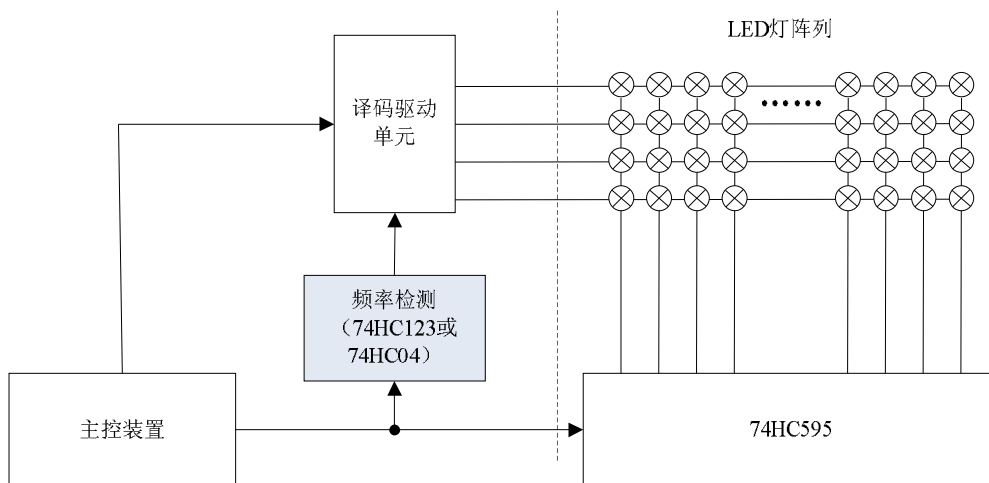 LED灯阵列
译码驱动
单元
频率检测
（74HC123或
74HC04）
主控装置
74HC595